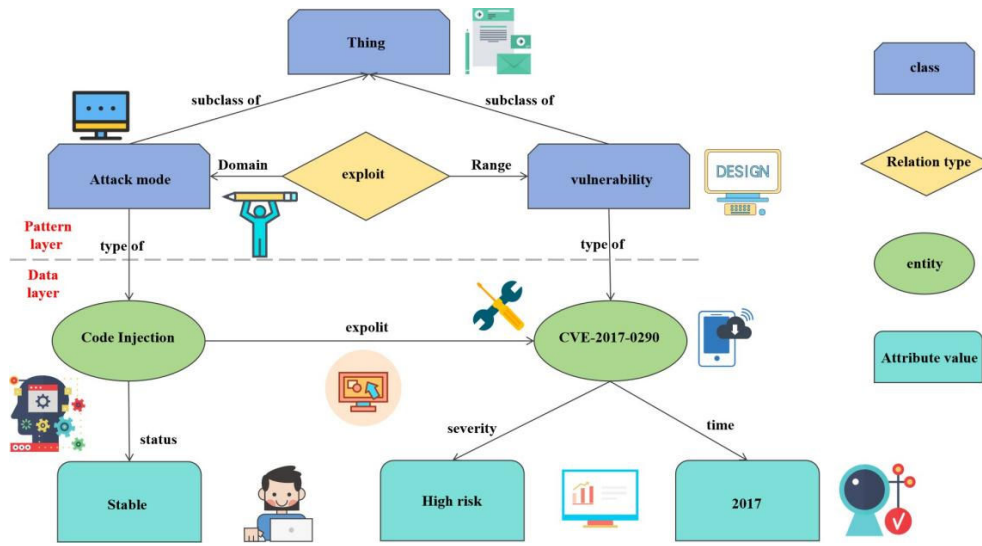 Thing
class
subclass of
subclass of
Attack mode
Domain
exploit
Range
vulnerability
DESIGN
Relation type
Pattern
layer
type of
type of
Data
layer
entity
Code Injection
expolit
CVE-2017-0290
Attribute value
status
severity
time
Stable
High risk
2017